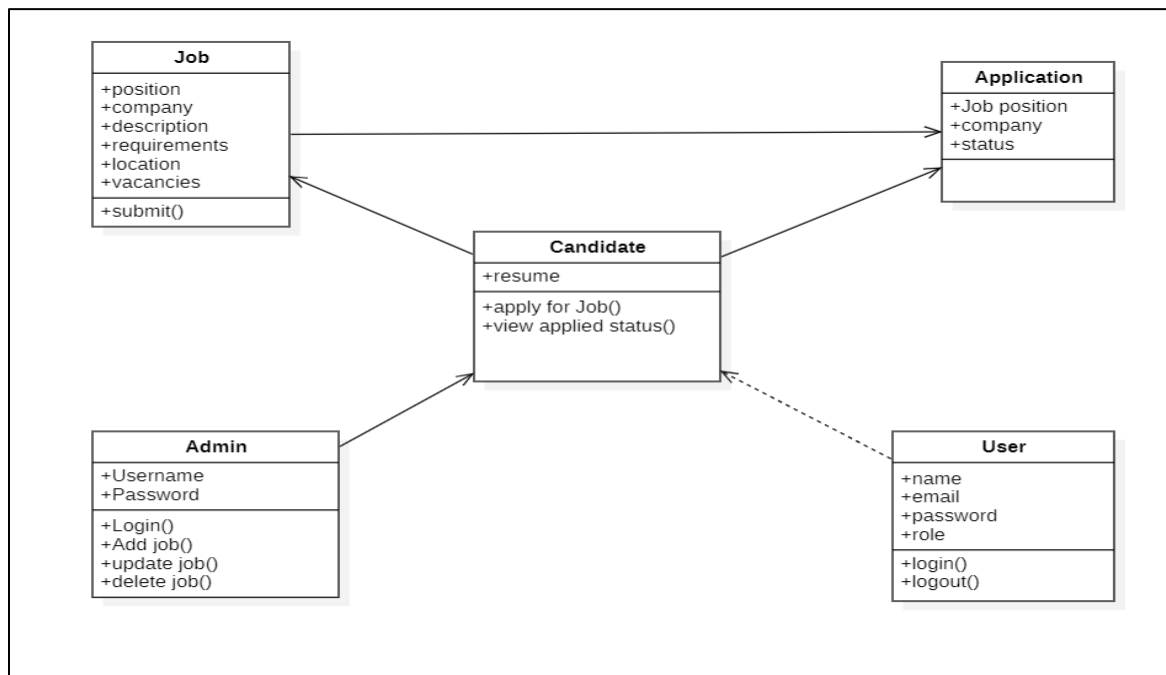 Job
+position
+company
+description
+requirements
+location
+vacancies
+submit()
Application
+Job position
+company
+status
Candidate
+resume
+apply for Job()
+view applied status()
Admin
+Username
+Password
+Login()
+Add job()
+update job()
+delete job()
User
+name
+email
+password
+role
+login()
+logout()